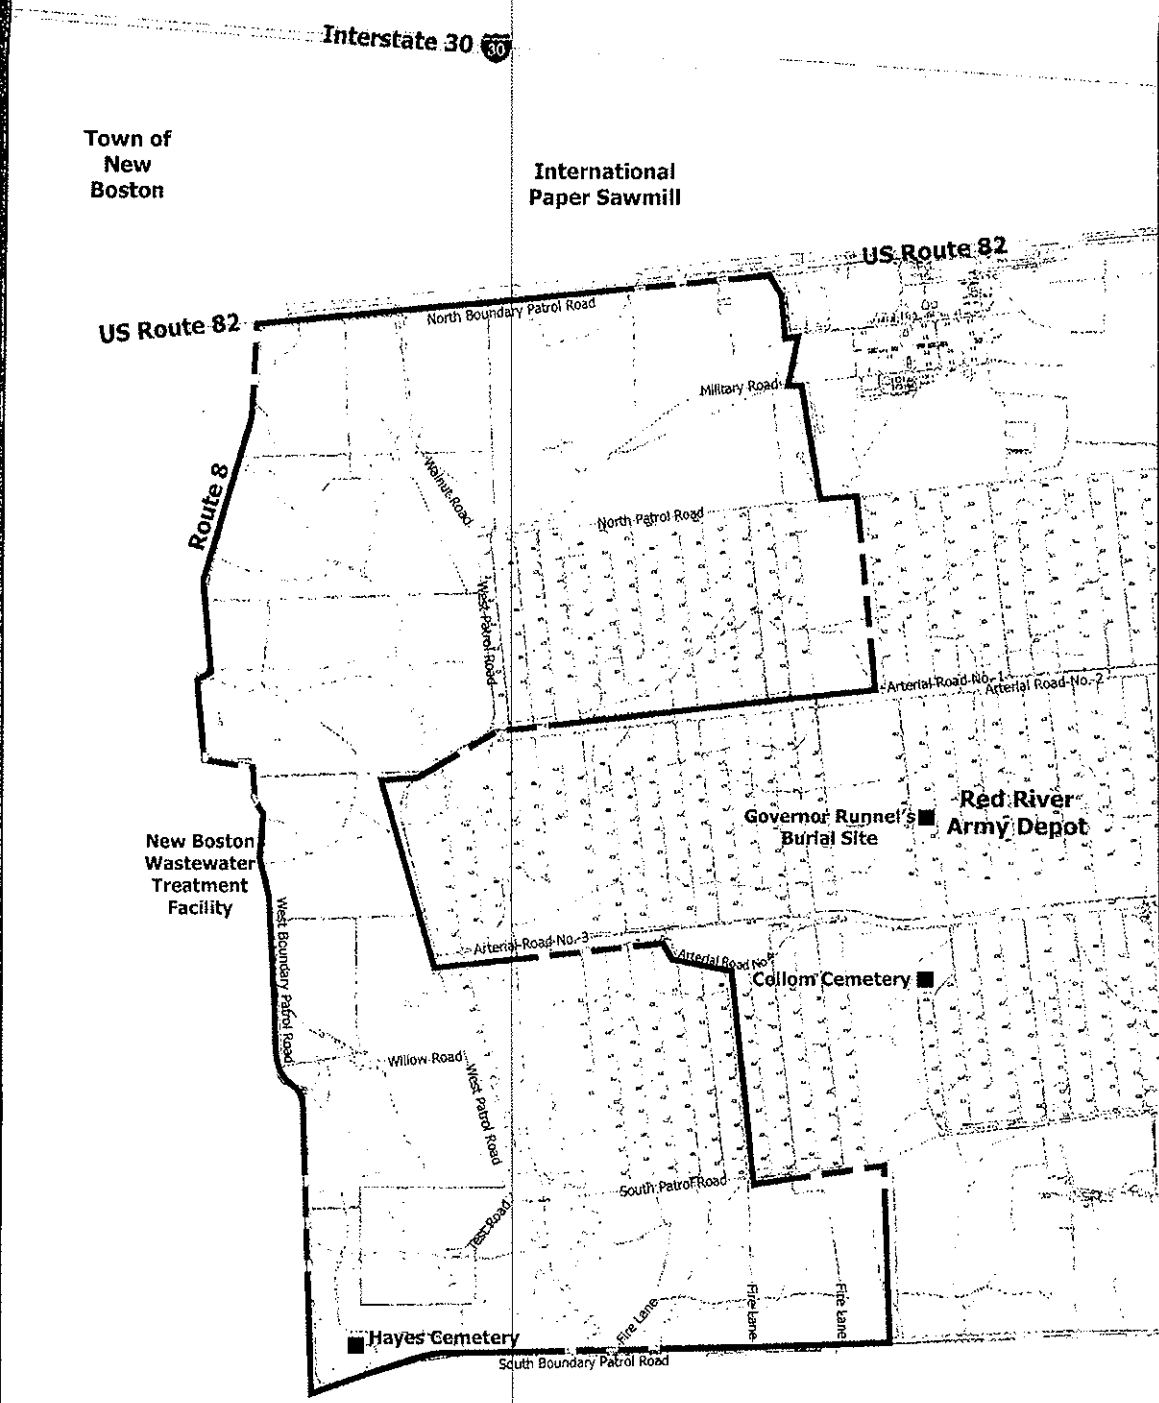 Interstate 30
30
Town of
New
Boston
International
Paper Sawmill
US Route 82
US Route 82
North Boundary Patrol Road
Military Road
Route 8
Walnut Road
North Patrol Road
West Patrol Road
Arterial Road No. 1
Arterial Road No. 2
Red River
Army Depot
Governor Runnel's
Burial Site
New Boston
Wastewater
Treatment
Facility
West Boundary Patrol Road
Arterial Road No. 3
Arterial Road No
Collom Cemetery
Willow Road
West Patrol Road
South Patrol Road
Test Road
Fire Lane
Fire Lane
Fire Lane
Hayes Cemetery
South Boundary Patrol Road